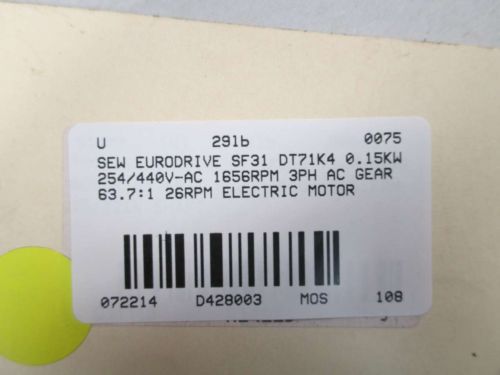 U 29lb 0075
SEW EURODRIVE SF31 DT71K4 0.15KW
254/440V-AC 1656RPM 3PH AC GEAR
63.7:1 26RPM ELECTRIC MOTOR
072214 D428003 MOS 108